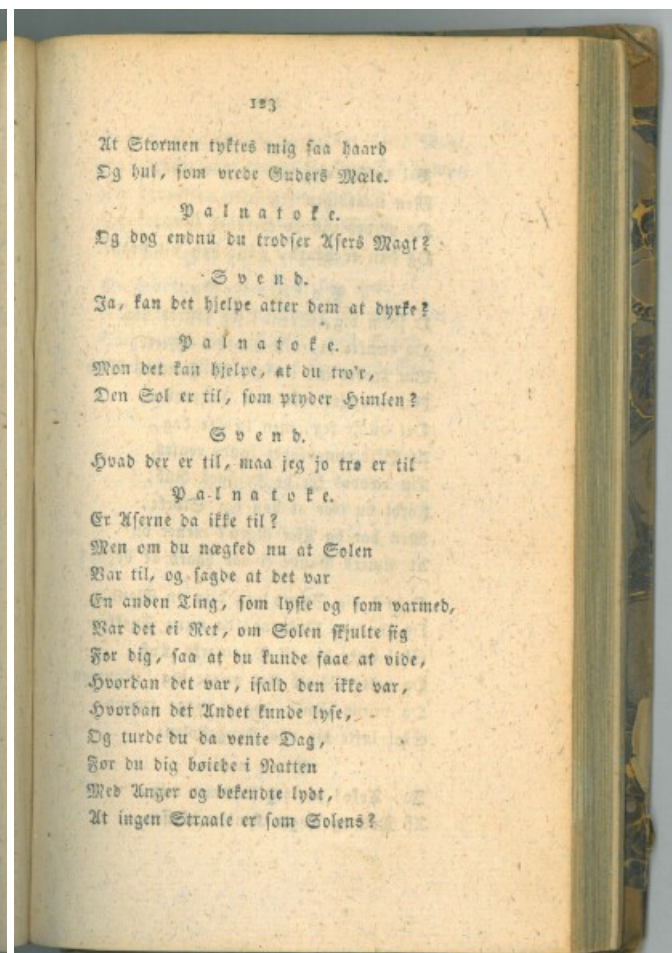 123
At Stormen tyktes mig saa haard
Og hul, som vrede Guders Mæle.
Palnatoke.
Og dog endnu du trodser Asers Magt?
Svend.
Ja, kan det hjelpe atter dem at dyrke?
Palnatoke.
Mon det kan hjelpe, at du tro'r,
Den Sol er til, som pryder Himlen?
Svend.
Hvad der er til, maa jeg jo troe er til
Palnatoke.
Er Aserne da ikke til?
Men om du nægted nu at Solen
Var til, og sagde at det var
En anden Ting, som lyste og som varmed,
Var det ei Ret, om Solen skjulte sig
For dig, saa at du kunde faae at vide,
Hvordan det var, ifald den ikke var,
Hvordan det Andet kunde lyse,
Og turde du da vente Dag,
Før du dig bøiede i Natten
Med Anger og bekendte lydt,
At ingen Straale er som Solens?